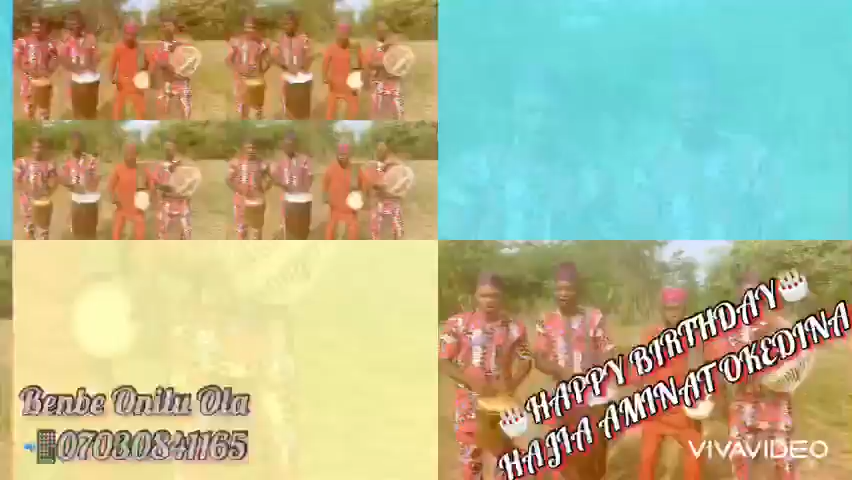 Benbe Onilu Ola
07030841165
HAPPY BIRTHDAY
HAJIA AMINAT OKEDINA
VIVAVIDEO